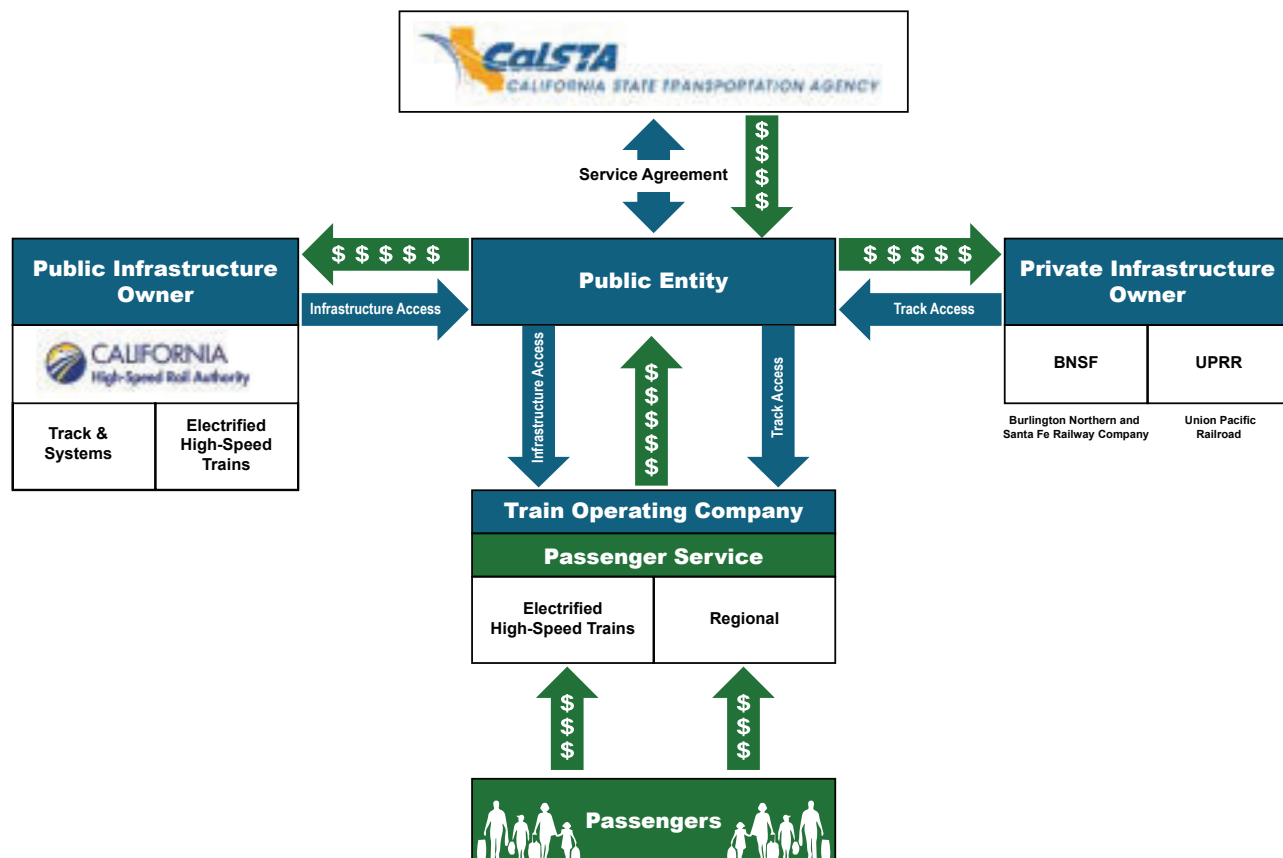 CalSTA
CALIFORNIA STATE TRANSPORTATION AGENCY
$
$
$
$
Service Agreement
Public Infrastructure
Owner
$ $ $ $ $
Infrastructure Access
CALIFORNIA
High-Speed Rail Authority
Track &
Systems
Electrified
High-Speed
Trains
Public Entity
$ $ $ $ $
Track Access
Private Infrastructure
Owner
BNSF
UPRR
Burlington Northern and
Santa Fe Railway Company
Union Pacific
Railroad
Infrastructure Access
$
$
$
$
$
Track Access
Train Operating Company
Passenger Service
Electrified
High-Speed Trains
Regional
$
$
$
$
$
$
Passengers